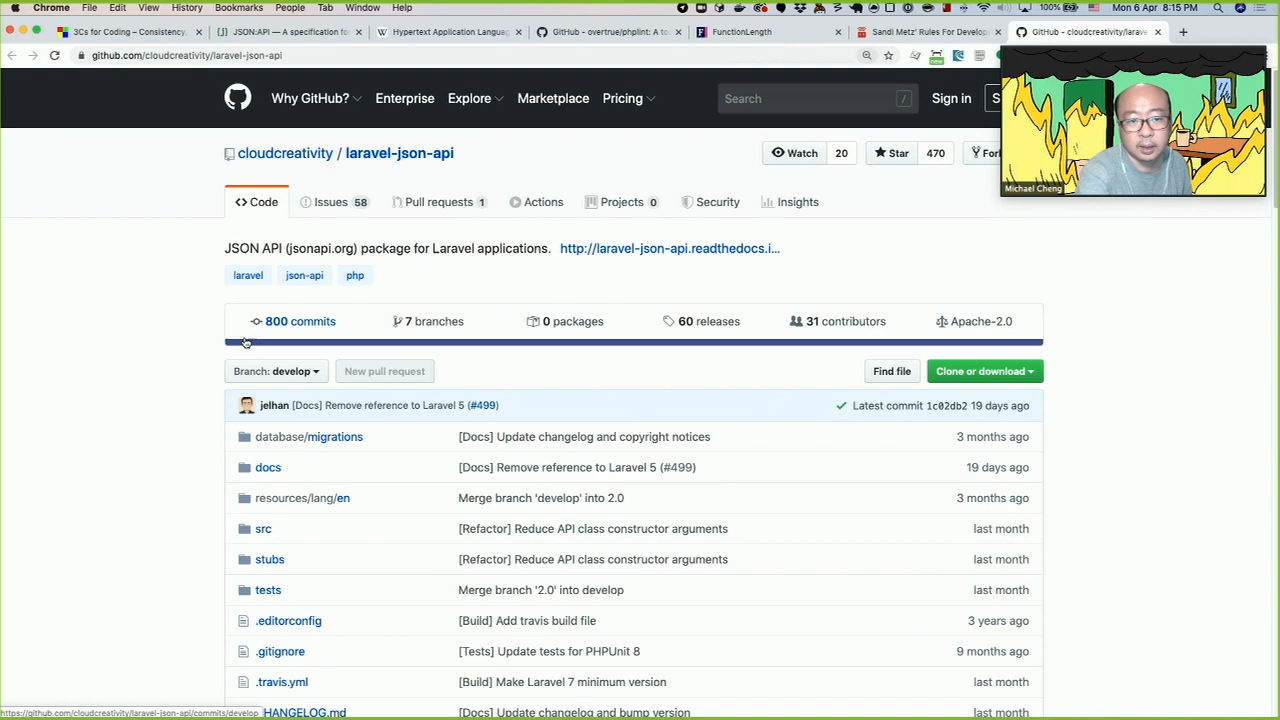 Chrome File Edit View History Bookmarks People Tab Window Help 100% Mon 6 Apr 8:15 PM
3Cs for Coding – Consistency, JSON:API — A specification fo Hypertext Application Langua GitHub - overtrue/phplint: A to FunctionLength Sandi Metz' Rules For Develop GitHub - cloudcreativity/larave
github.com/cloudcreativity/laravel-json-api
new
Why GitHub? Enterprise Explore Marketplace Pricing Search / Sign in S
cloudcreativity / laravel-json-api Watch 20 Star 470 Fork
Michael Cheng
<> Code Issues 58 Pull requests 1 Actions Projects 0 Security Insights
JSON API (jsonapi.org) package for Laravel applications. http://laravel-json-api.readthedocs.i...
laravel json-api php
800 commits 7 branches 0 packages 60 releases 31 contributors Apache-2.0
Branch: develop New pull request Find file Clone or download
jelhan [Docs] Remove reference to Laravel 5 (#499) Latest commit 1c02db2 19 days ago
database/migrations [Docs] Update changelog and copyright notices 3 months ago
docs [Docs] Remove reference to Laravel 5 (#499) 19 days ago
resources/lang/en Merge branch 'develop' into 2.0 3 months ago
src [Refactor] Reduce API class constructor arguments last month
stubs [Refactor] Reduce API class constructor arguments last month
tests Merge branch '2.0' into develop last month
.editorconfig [Build] Add travis build file 3 years ago
.gitignore [Tests] Update tests for PHPUnit 8 9 months ago
.travis.yml [Build] Make Laravel 7 minimum version last month
CHANGELOG.md [Docs] Update changelog and bump version last month
https://github.com/cloudcreativity/laravel-json-api/commits/develop